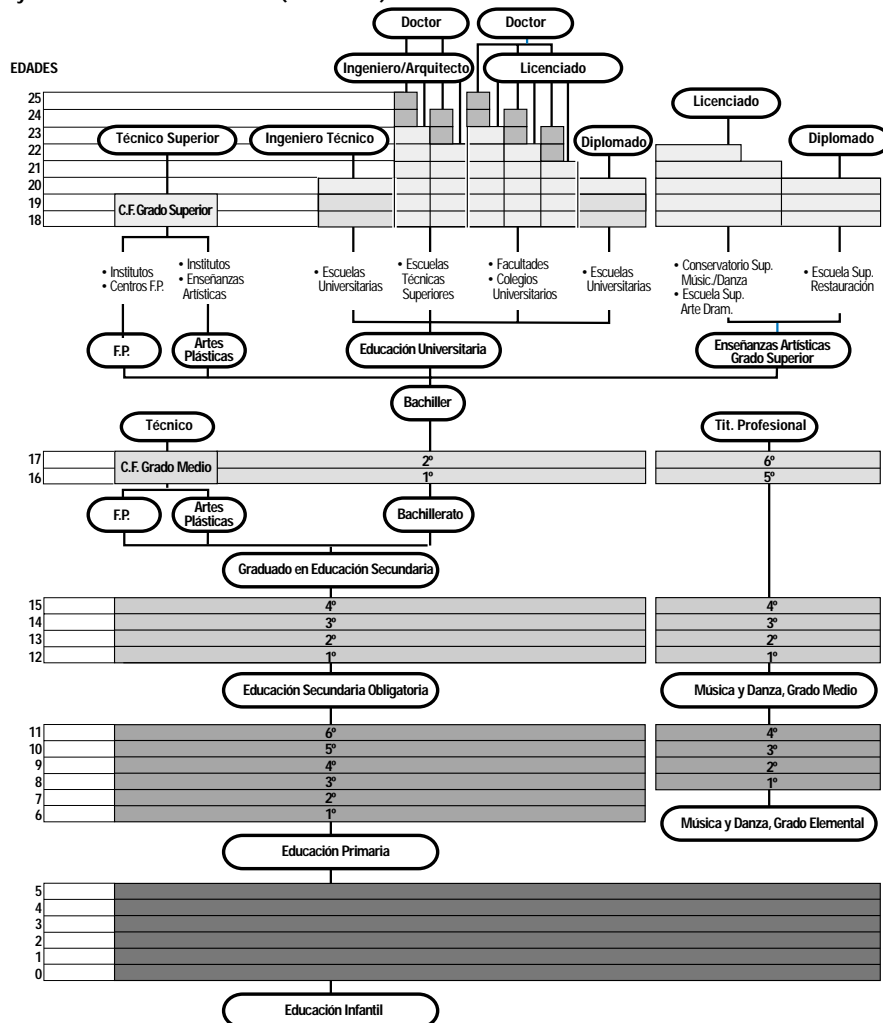 Doctor
Doctor
EDADES
Ingeniero/Arquitecto
Licenciado
25
24
23
22
21
20
19
18
Técnico Superior
Ingeniero Técnico
Diplomado
Licenciado
Diplomado
C.F. Grado Superior
• Institutos
• Centros F.P.
• Institutos
• Enseñanzas
Artísticas
• Escuelas
Universitarias
• Escuelas
Técnicas
Superiores
• Facultades
• Colegios
Universitarios
• Escuelas
Universitarias
• Conservatorio Sup.
Músic./Danza
• Escuela Sup.
Arte Dram.
• Escuela Sup.
Restauración
F.P.
Artes
Plásticas
Educación Universitaria
Enseñanzas Artísticas
Grado Superior
Bachiller
Técnico
Tit. Profesional
17
16
C.F. Grado Medio
2º
1º
6º
5º
F.P.
Artes
Plásticas
Bachillerato
Graduado en Educación Secundaria
15 4º 4º
14 3º 3º
13 2º 2º
12 1º 1º
Educación Secundaria Obligatoria
Música y Danza, Grado Medio
11 6º 4º
10 5º 3º
9 4º 2º
8 3º 1º
7 2º
6 1º
Música y Danza, Grado Elemental
Educación Primaria
5
4
3
2
1
0
Educación Infantil